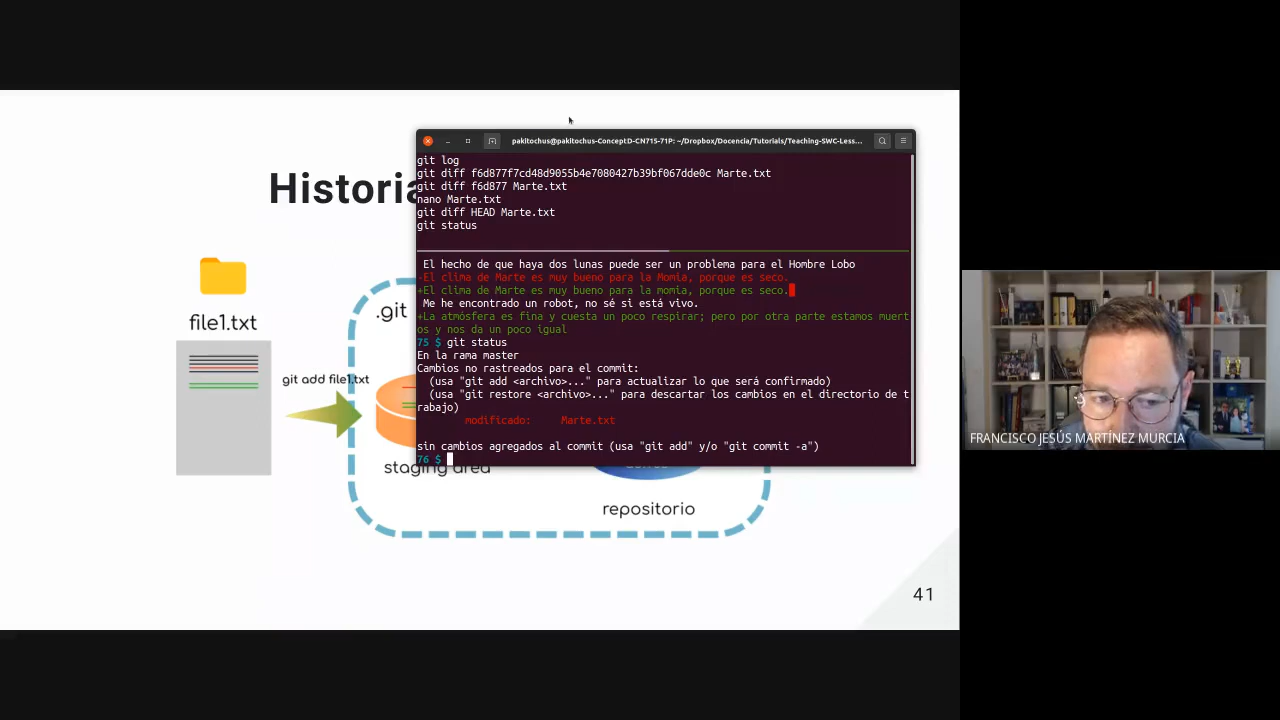 Historia
file1.txt
git add file1.txt
.git
staging area
repositorio
41
pakitochus@pakitochus-ConceptD-CN715-71P: ~/Dropbox/Docencia/Tutorials/Teaching-SWC-Less...
git log
git diff f6d877f7cd48d9055b4e7080427b39bf067dde0c Marte.txt
git diff f6d877 Marte.txt
nano Marte.txt
git diff HEAD Marte.txt
git status
El hecho de que haya dos lunas puede ser un problema para el Hombre Lobo
-El clima de Marte es muy bueno para la Momia, porque es seco.
+El clima de Marte es muy bueno para la momia, porque es seco.
Me he encontrado un robot, no sé si está vivo.
+La atmósfera es fina y cuesta un poco respirar; pero por otra parte estamos muert
os y nos da un poco igual
75 $ git status
En la rama master
Cambios no rastreados para el commit:
(usa "git add <archivo>..." para actualizar lo que será confirmado)
(usa "git restore <archivo>..." para descartar los cambios en el directorio de t
rabajo)
modificado: Marte.txt
sin cambios agregados al commit (usa "git add" y/o "git commit -a")
76 $
FRANCISCO JESÚS MARTÍNEZ MURCIA